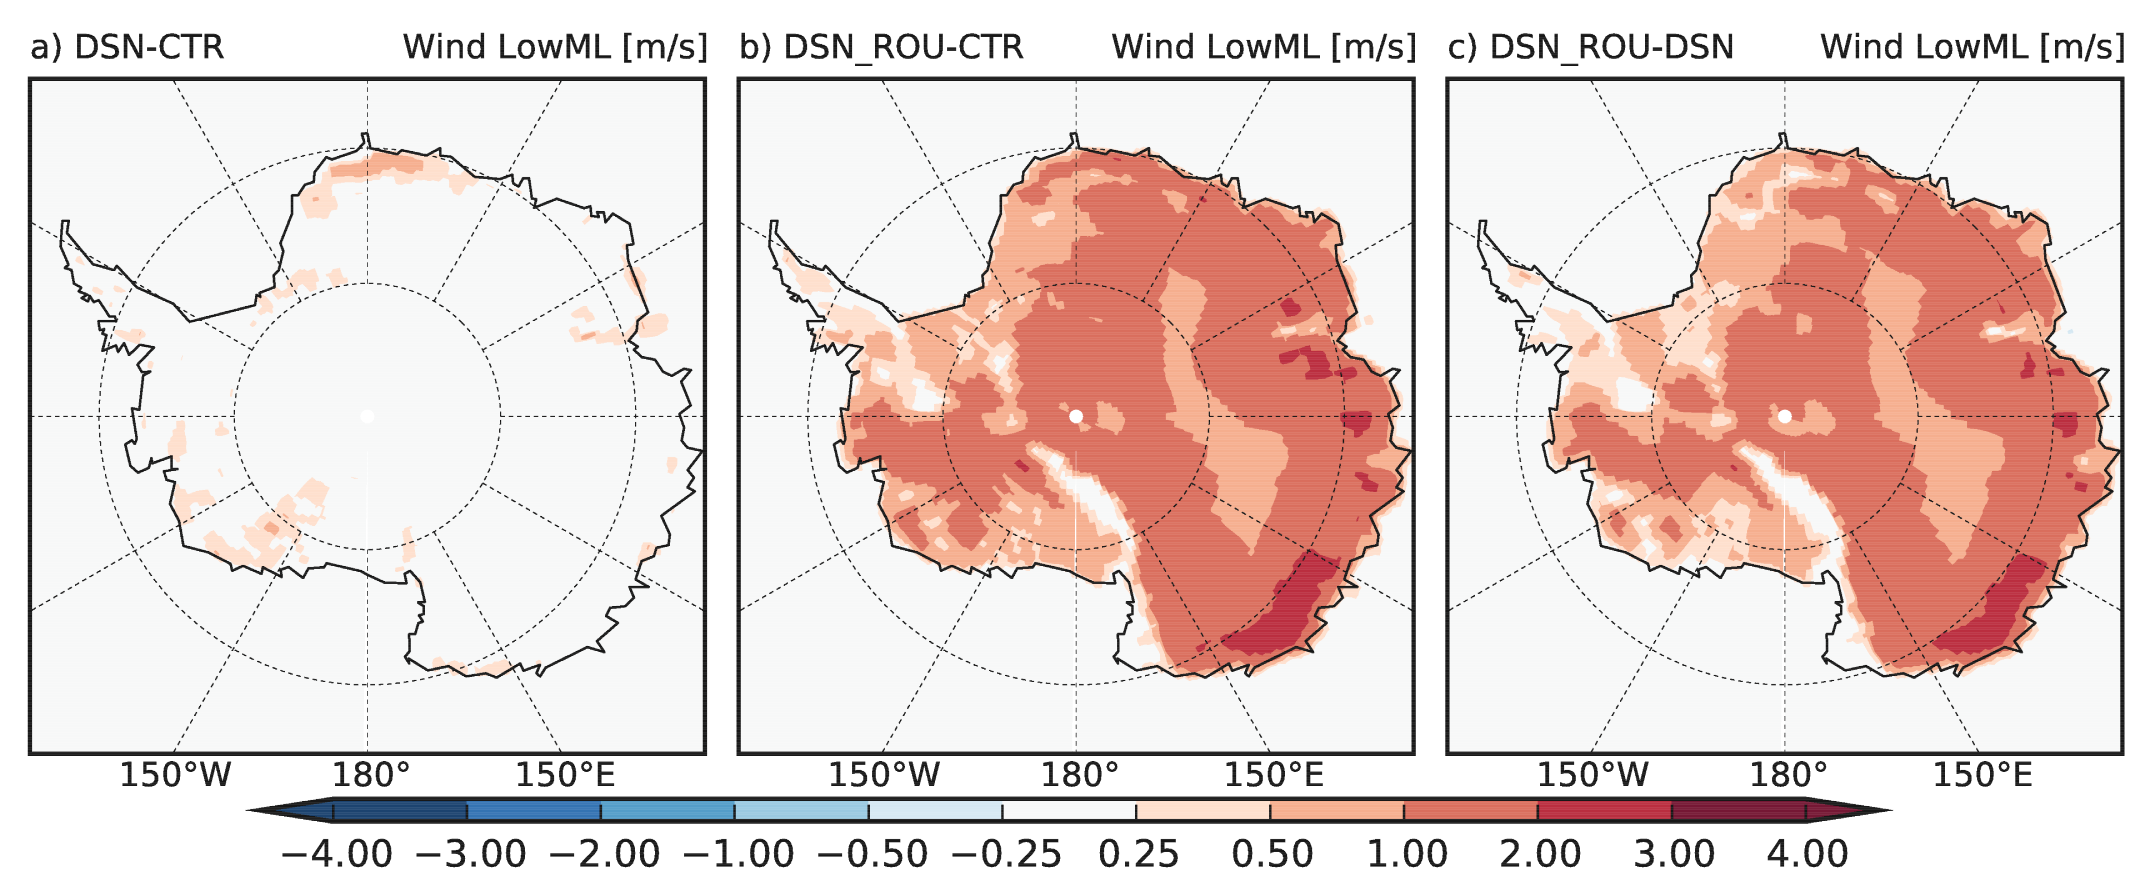 a) DSN-CTR Wind LowML [m/s] b) DSN_ROU-CTR Wind LowML [m/s] c) DSN_ROU-DSN Wind LowML [m/s]
150°W 180° 150°E 150°W 180° 150°E 150°W 180° 150°E
−4.00 −3.00 −2.00 −1.00 −0.50 −0.25 0.25 0.50 1.00 2.00 3.00 4.00